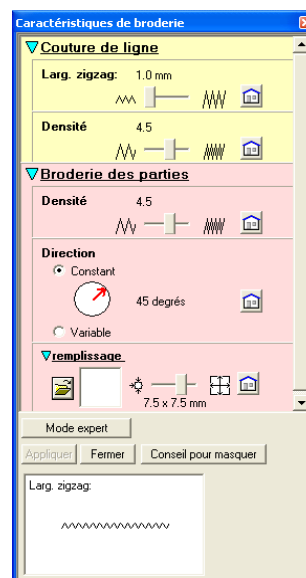 Caractéristiques de broderie
Couture de ligne
Larg. zigzag: 1.0 mm
Densité 4.5
Broderie des parties
Densité 4.5
Direction
Constant
45 degrés
Variable
remplissage
7.5 x 7.5 mm
Mode expert
Appliquer Fermer Conseil pour masquer
Larg. zigzag: